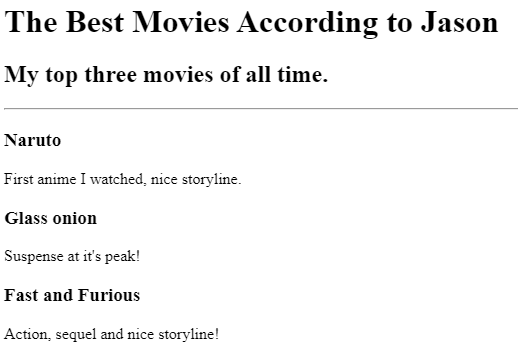 The Best Movies According to Jason
My top three movies of all time.
Naruto
First anime I watched, nice storyline.
Glass onion
Suspense at it's peak!
Fast and Furious
Action, sequel and nice storyline!